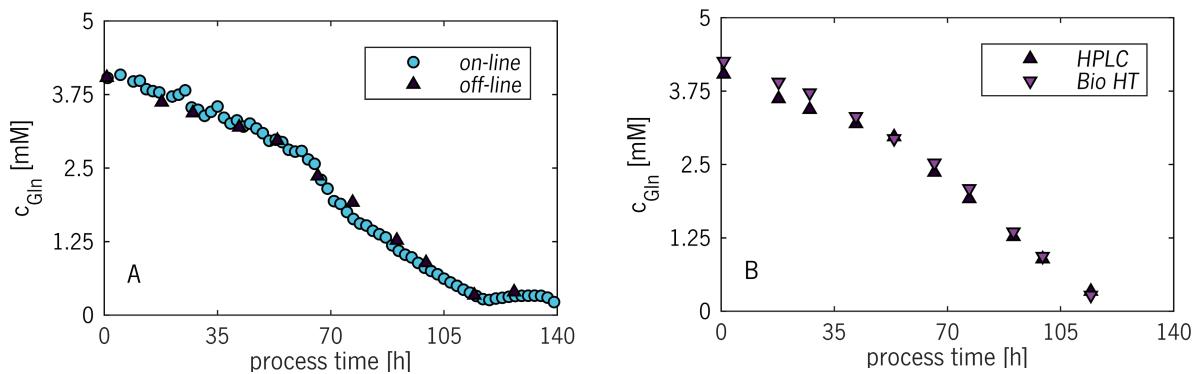 5
3.75
2.5
1.25
0
c_Gln [mM]
on-line
off-line
A
0 35 70 105 140
process time [h]
5
3.75
2.5
1.25
0
c_Gln [mM]
HPLC
Bio HT
B
0 35 70 105 140
process time [h]